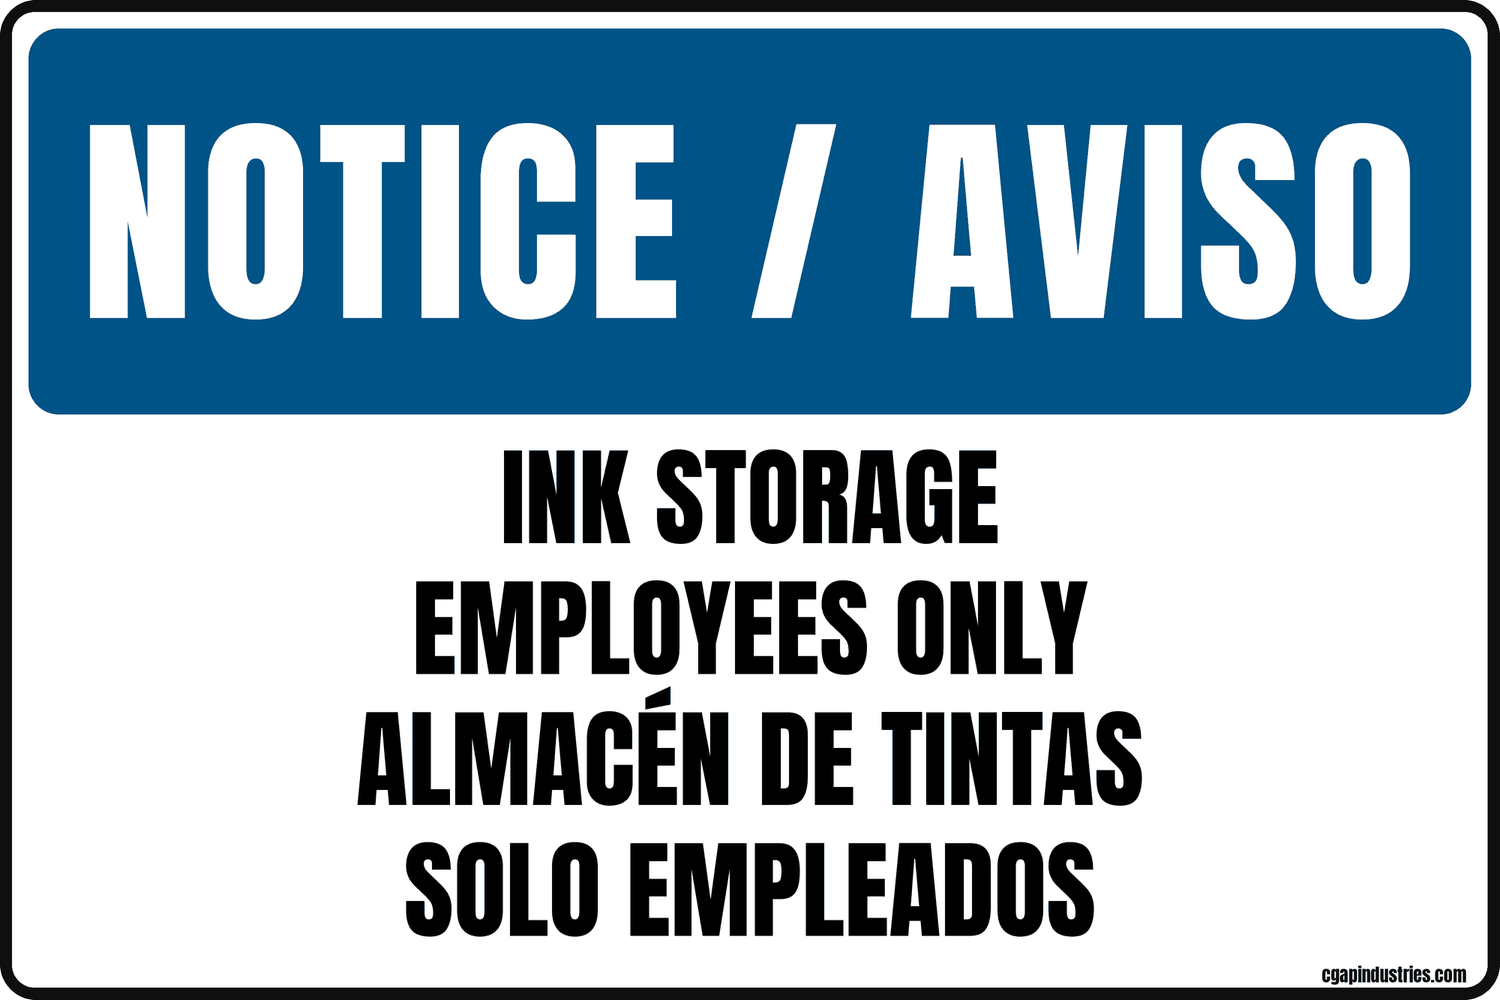 NOTICE / AVISO
INK STORAGE
EMPLOYEES ONLY
ALMACÉN DE TINTAS
SOLO EMPLEADOS
cgapindustries.com